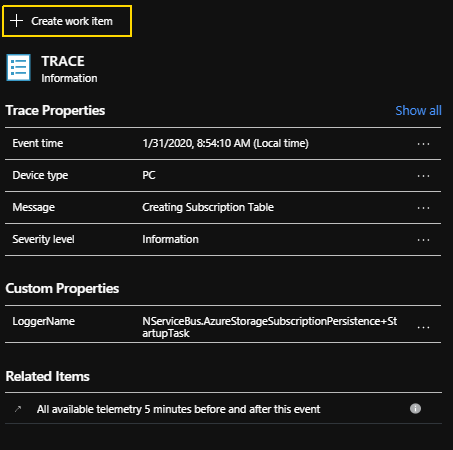 Create work item
TRACE
Information
Trace Properties Show all
Event time 1/31/2020, 8:54:10 AM (Local time) ...
Device type PC ...
Message Creating Subscription Table ...
Severity level Information ...
Custom Properties
LoggerName NServiceBus.AzureStorageSubscriptionPersistence+St
artupTask ...
Related Items
All available telemetry 5 minutes before and after this event